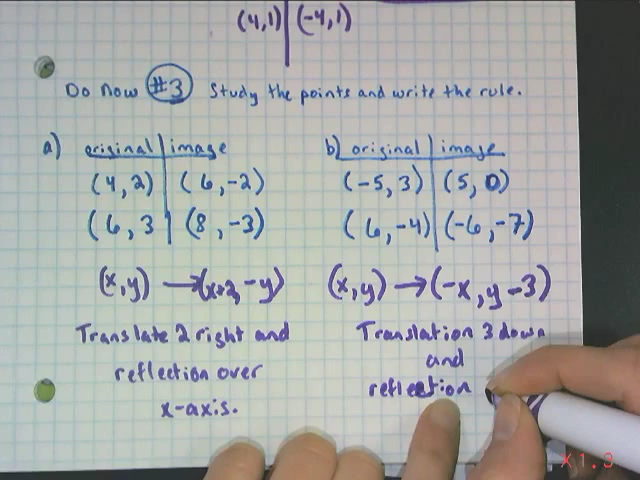 (4,1) | (-4,1)
Do Now #3 Study the points and write the rule.
a) original | image
(4,2) | (6,-2)
(6,3 | (8,-3)
(x,y) → (x+2, -y)
Translate 2 right and
reflection over
x-axis.
b) original | image
(-5,3) | (5,0)
(6,-4) | (-6,-7)
(x,y) → (-x, y-3)
Translation 3 down
and
reflection
x1.3